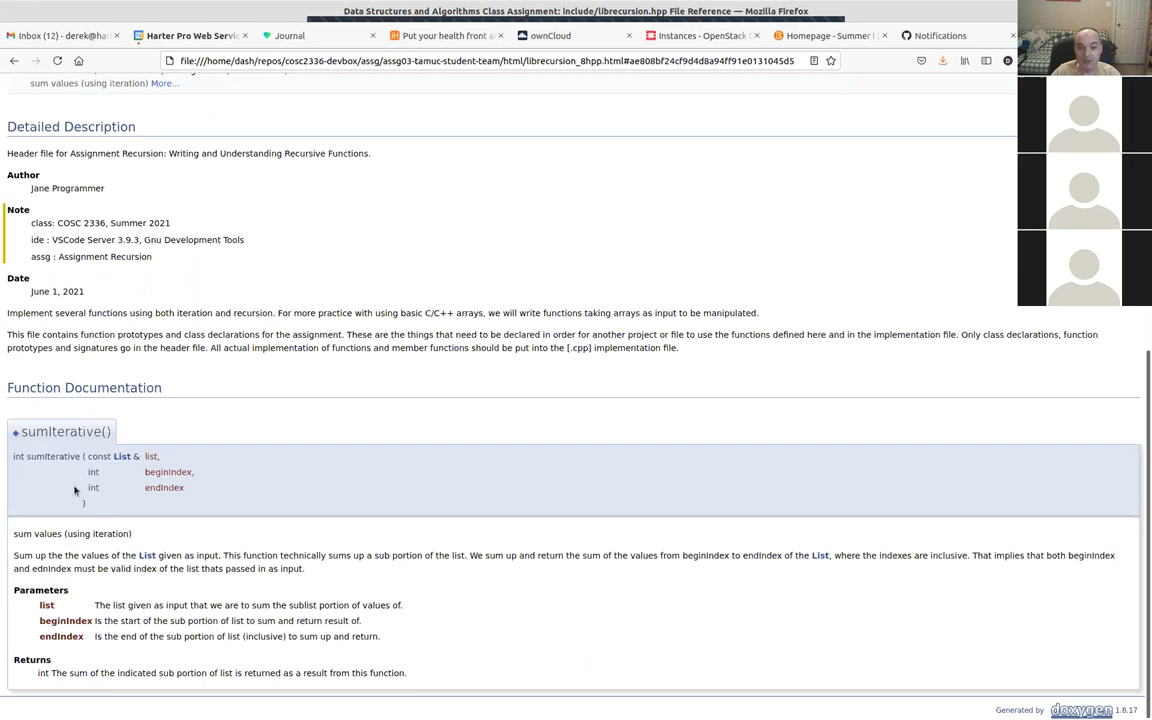 Data Structures and Algorithms Class Assignment: include/librecursion.hpp File Reference — Mozilla Firefox
Inbox (12) - derek@har
Harter Pro Web Servic
Journal
Put your health front a
ownCloud
Instances - OpenStack D
Homepage - Summer I
Notifications
file:///home/dash/repos/cosc2336-devbox/assg/assg03-tamuc-student-team/html/librecursion_8hpp.html#ae808bf24cf9d4d8a94ff91e0131045d5
sum values (using iteration) More...
Detailed Description
Header file for Assignment Recursion: Writing and Understanding Recursive Functions.
Author
Jane Programmer
Note
class: COSC 2336, Summer 2021
ide : VSCode Server 3.9.3, Gnu Development Tools
assg : Assignment Recursion
Date
June 1, 2021
Implement several functions using both iteration and recursion. For more practice with using basic C/C++ arrays, we will write functions taking arrays as input to be manipulated.
This file contains function prototypes and class declarations for the assignment. These are the things that need to be declared in order for another project or file to use the functions defined here and in the implementation file. Only class declarations, function
prototypes and signatures go in the header file. All actual implementation of functions and member functions should be put into the [.cpp] implementation file.
Function Documentation
◆ sumIterative()
int sumIterative ( const List & list,
int beginIndex,
int endIndex
)
sum values (using iteration)
Sum up the the values of the List given as input. This function technically sums up a sub portion of the list. We sum up and return the sum of the values from beginIndex to endIndex of the List, where the indexes are inclusive. That implies that both beginIndex
and ednIndex must be valid index of the list thats passed in as input.
Parameters
list The list given as input that we are to sum the sublist portion of values of.
beginIndex Is the start of the sub portion of list to sum and return result of.
endIndex Is the end of the sub portion of list (inclusive) to sum up and return.
Returns
int The sum of the indicated sub portion of list is returned as a result from this function.
Generated by doxygen 1.8.17